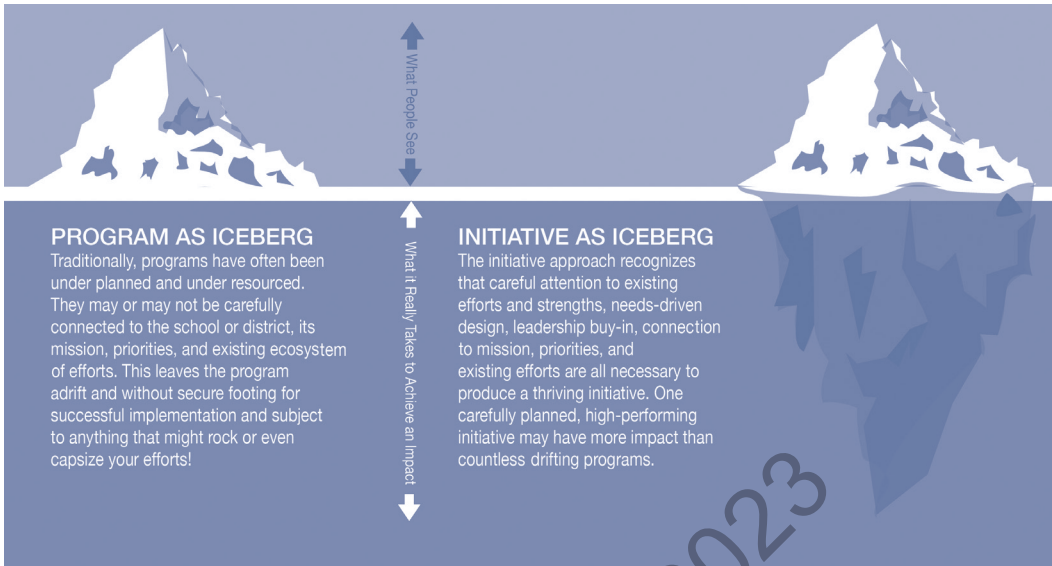 What People See
PROGRAM AS ICEBERG
Traditionally, programs have often been
under planned and under resourced.
They may or may not be carefully
connected to the school or district, its
mission, priorities, and existing ecosystem
of efforts. This leaves the program
adrift and without secure footing for
successful implementation and subject
to anything that might rock or even
capsize your efforts!
What it Really Takes to Achieve an Impact
INITIATIVE AS ICEBERG
The initiative approach recognizes
that careful attention to existing
efforts and strengths, needs-driven
design, leadership buy-in, connection
to mission, priorities, and
existing efforts are all necessary to
produce a thriving initiative. One
carefully planned, high-performing
initiative may have more impact than
countless drifting programs.